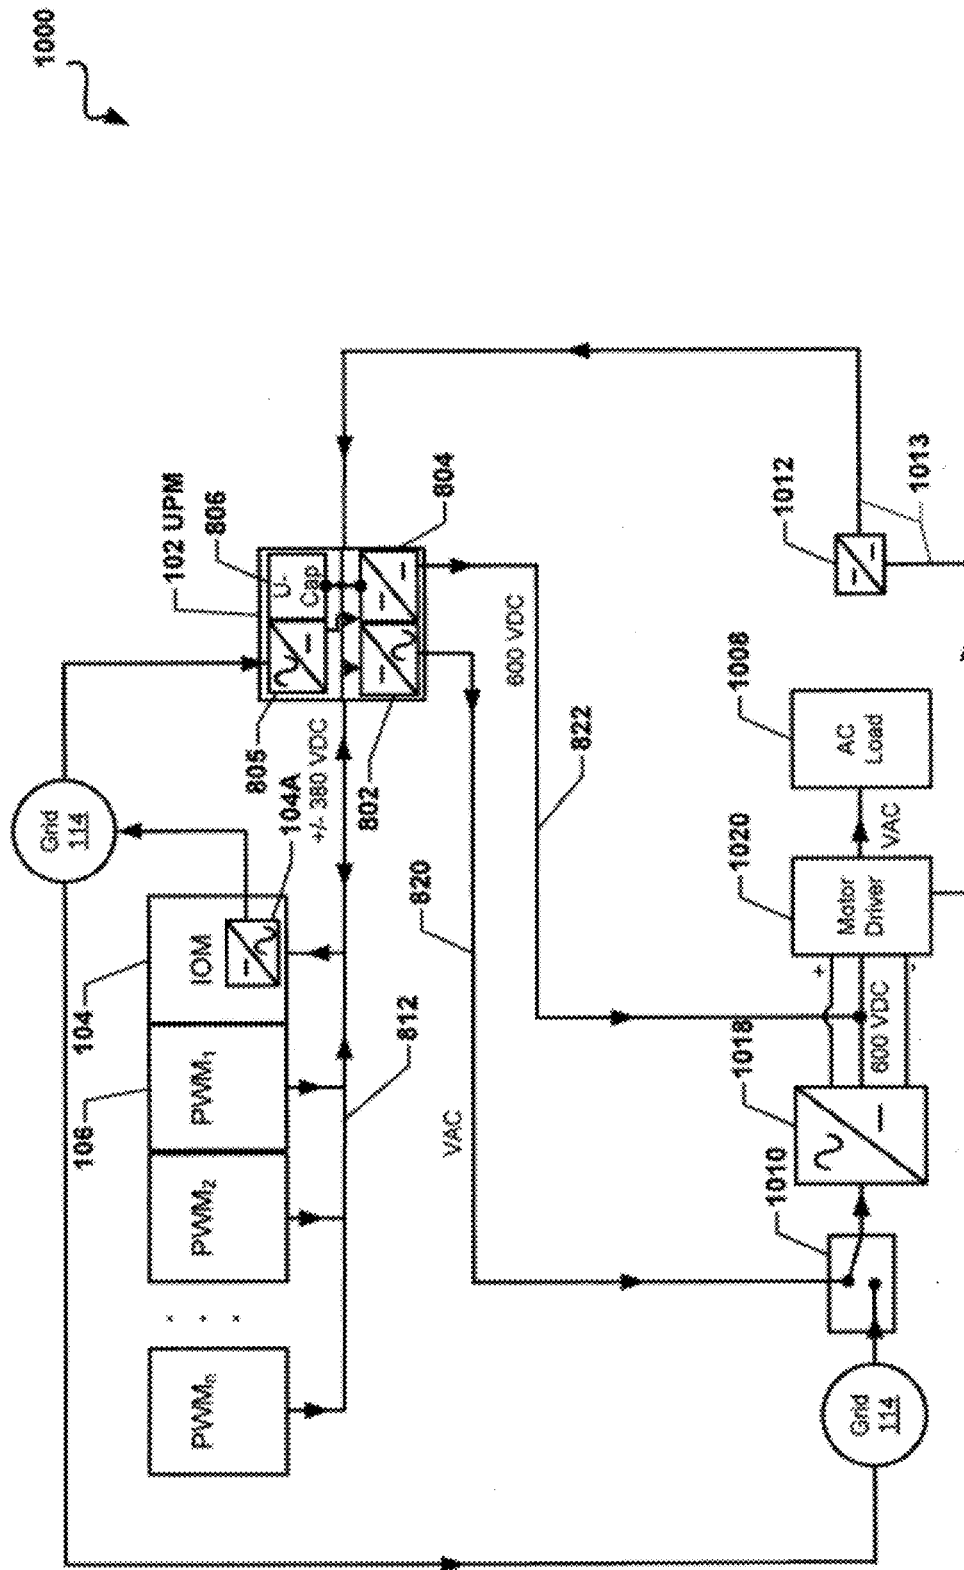 1000
Grid
114
102 UPM
806
U-
Cap
804
805
802
104A
+/- 380 VDC
104
IOM
106
PWM₁
PWM₂
PWMₙ
812
820
VAC
600 VDC
822
1012
1013
1008
AC
Load
VAC
1020
Motor
Driver
+
-
600 VDC
1018
1010
Grid
114